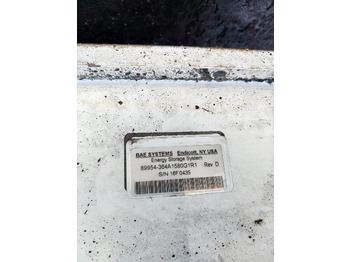 BAE SYSTEMS Endicott, NY USA
Energy Storage System
89954-364A1580G1R1 Rev D
S/N 16F0435